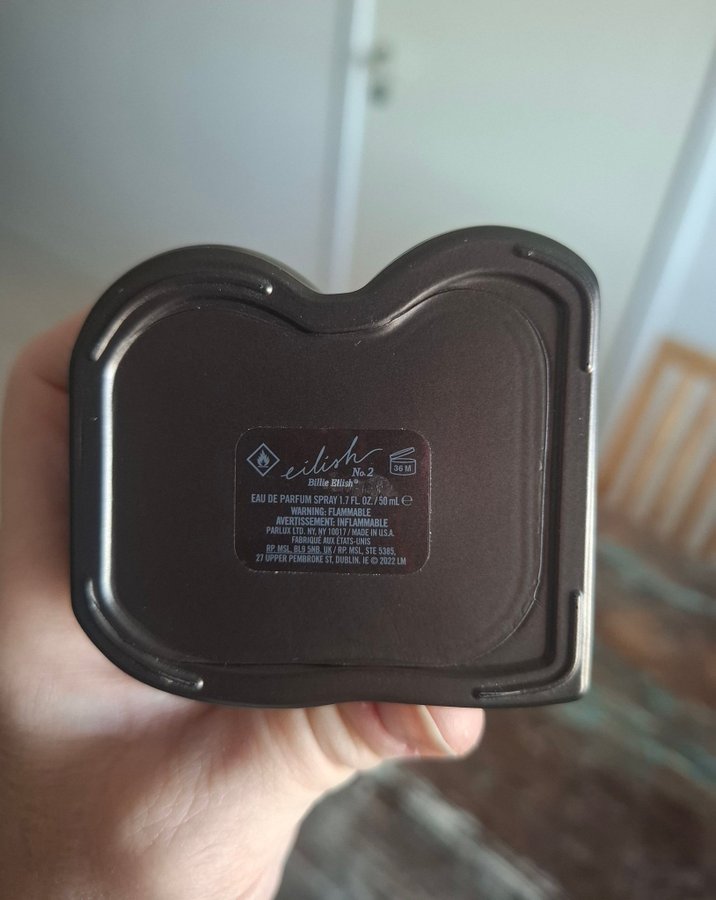 eilish
No. 2
Billie Eilish®
36 M
EAU DE PARFUM SPRAY 1.7 FL. OZ. / 50 mL ℮
WARNING: FLAMMABLE
AVERTISSEMENT: INFLAMMABLE
PARLUX LTD. NY, NY 10017 / MADE IN U.S.A.
FABRIQUÉ AUX ÉTATS-UNIS
RP. MSL, BL9 5NB, UK / RP. MSL, STE 5385,
27 UPPER PEMBROKE ST, DUBLIN. IE © 2022 LM